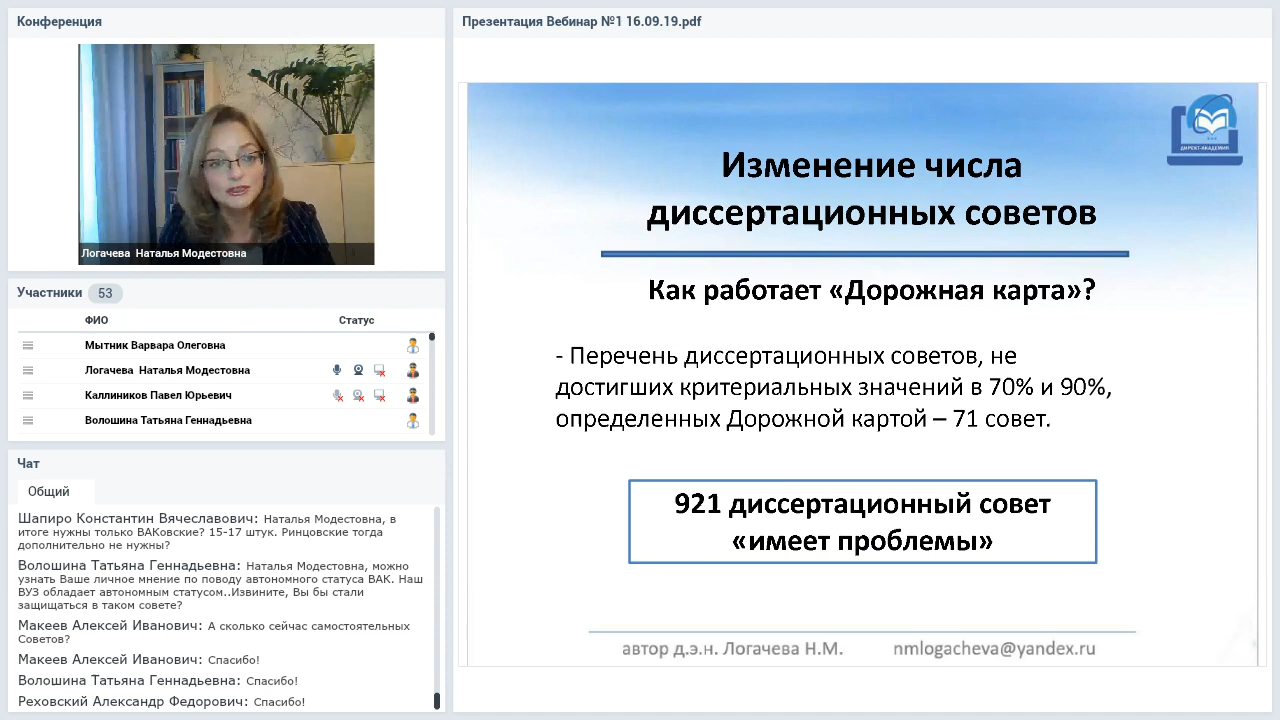 Конференция
Логачева  Наталья Модестовна
Участники 53
ФИО Статус
Мытник Варвара Олеговна
Логачева  Наталья Модестовна
Каллиников Павел Юрьевич
Волошина Татьяна Геннадьевна
Чат
Общий
Шапиро Константин Вячеславович: Наталья Модестовна, в
итоге нужны только ВАКовские? 15-17 штук. Ринцовские тогда
дополнительно не нужны?
Волошина Татьяна Геннадьевна: Наталья Модестовна, можно
узнать Ваше личное мнение по поводу автономного статуса ВАК. Наш
ВУЗ обладает автономным статусом..Извините, Вы бы стали
защищаться в таком совете?
Макеев Алексей Иванович: А сколько сейчас самостоятельных
Советов?
Макеев Алексей Иванович: Спасибо!
Волошина Татьяна Геннадьевна: Спасибо!
Реховский Александр Федорович: Спасибо!
Презентация Вебинар №1 16.09.19.pdf
ДИРЕКТ-АКАДЕМИЯ
Изменение числа
диссертационных советов
Как работает «Дорожная карта»?
- Перечень диссертационных советов, не
достигших критериальных значений в 70% и 90%,
определенных Дорожной картой – 71 совет.
921 диссертационный совет
«имеет проблемы»
автор д.э.н. Логачева Н.М. nmlogacheva@yandex.ru